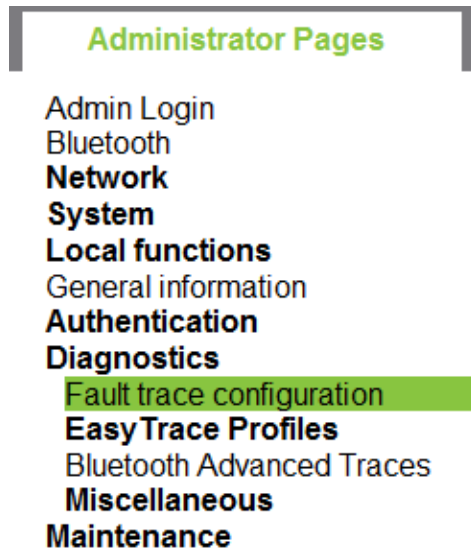 Administrator Pages
Admin Login
Bluetooth
Network
System
Local functions
General information
Authentication
Diagnostics
Fault trace configuration
EasyTrace Profiles
Bluetooth Advanced Traces
Miscellaneous
Maintenance